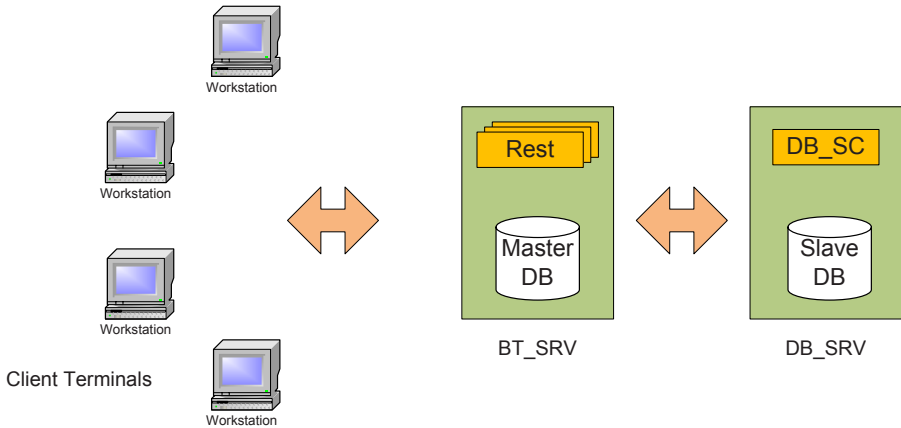 Workstation
Workstation
Rest
DB_SC
Master
DB
Slave
DB
Workstation
BT_SRV
DB_SRV
Client Terminals
Workstation